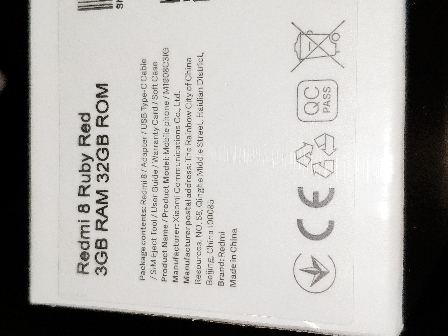 Redmi 8 Ruby Red
3GB RAM 32GB ROM
Package contents: Redmi 8 / Adapter / USB Type-C Cable
/ SIM Eject Tool / User Guide / Warranty Card / Soft Case
Product Name / Product Model: Mobile phone / M1908C3IG
Manufacturer: Xiaomi Communications Co., Ltd.
Manufacturer postal address: The Rainbow City of China
Resources, NO. 68, Qinghe Middle Street, Haidian District,
Beijing, China 100085
Brand: Redmi
Made in China
CE
QC
PASS